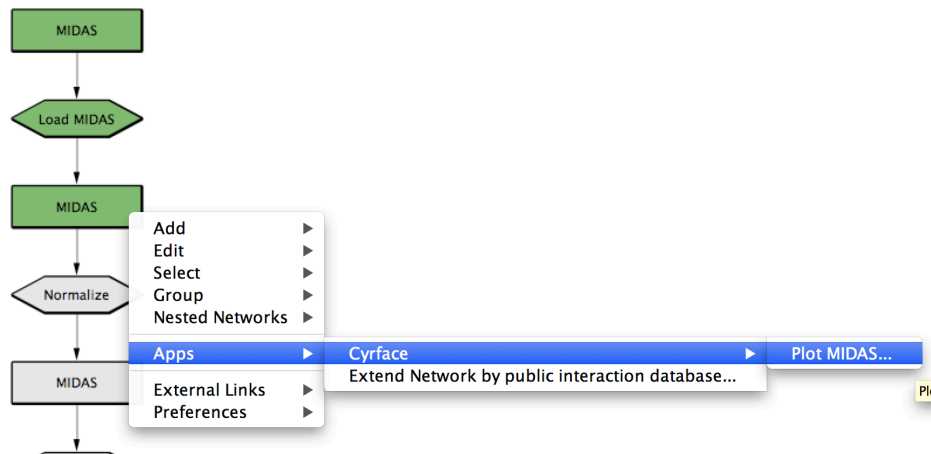 MIDAS
Load MIDAS
MIDAS
Add
Edit
Select
Normalize
Group
Nested Networks
Apps
Cyrface
Plot MIDAS...
Extend Network by public interaction database...
MIDAS
External Links
Preferences